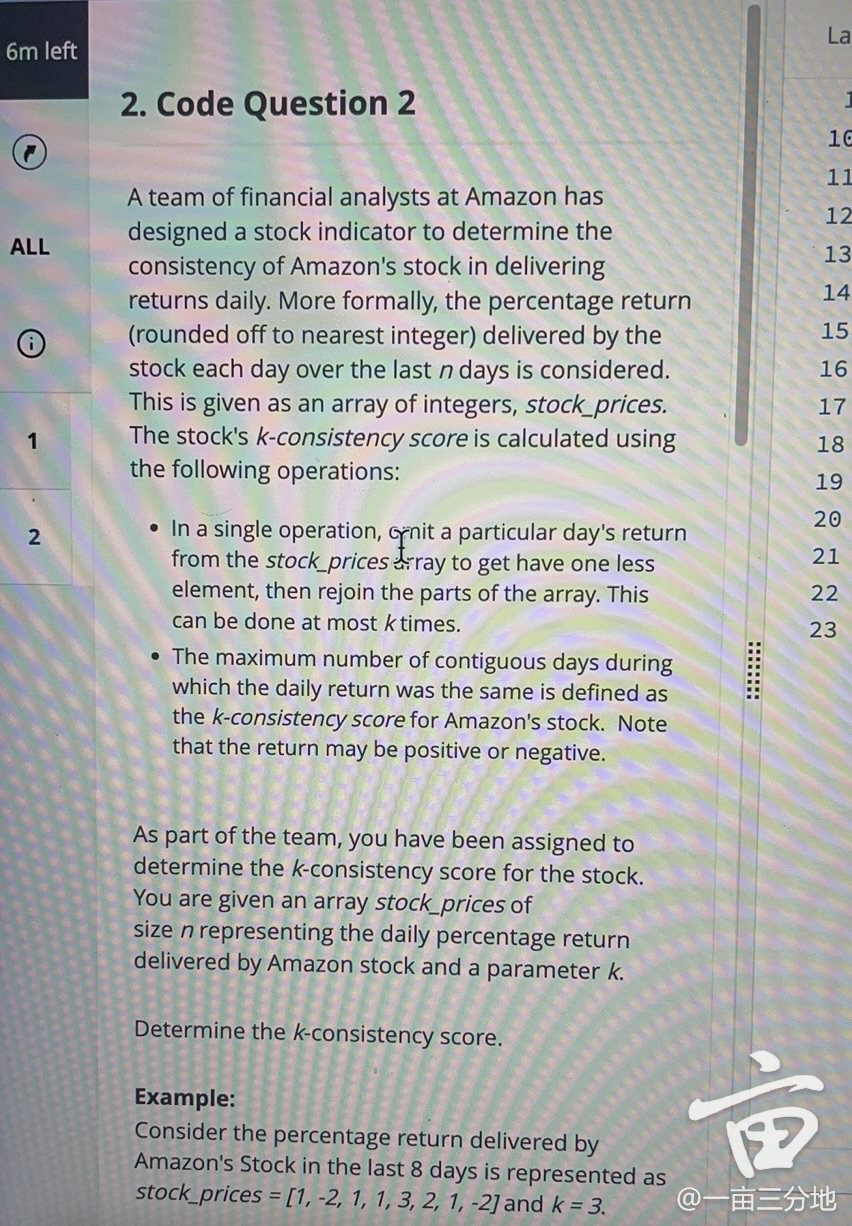 6m left
ALL
1
2
2. Code Question 2
A team of financial analysts at Amazon has
designed a stock indicator to determine the
consistency of Amazon's stock in delivering
returns daily. More formally, the percentage return
(rounded off to nearest integer) delivered by the
stock each day over the last n days is considered.
This is given as an array of integers, stock_prices.
The stock's k-consistency score is calculated using
the following operations:
• In a single operation, omit a particular day's return
from the stock_prices array to get have one less
element, then rejoin the parts of the array. This
can be done at most k times.
• The maximum number of contiguous days during
which the daily return was the same is defined as
the k-consistency score for Amazon's stock. Note
that the return may be positive or negative.
As part of the team, you have been assigned to
determine the k-consistency score for the stock.
You are given an array stock_prices of
size n representing the daily percentage return
delivered by Amazon stock and a parameter k.
Determine the k-consistency score.
Example:
Consider the percentage return delivered by
Amazon's Stock in the last 8 days is represented as
stock_prices = [1, -2, 1, 1, 3, 2, 1, -2] and k = 3.
La
1
10
11
12
13
14
15
16
17
18
19
20
21
22
23
亩
@一亩三分地